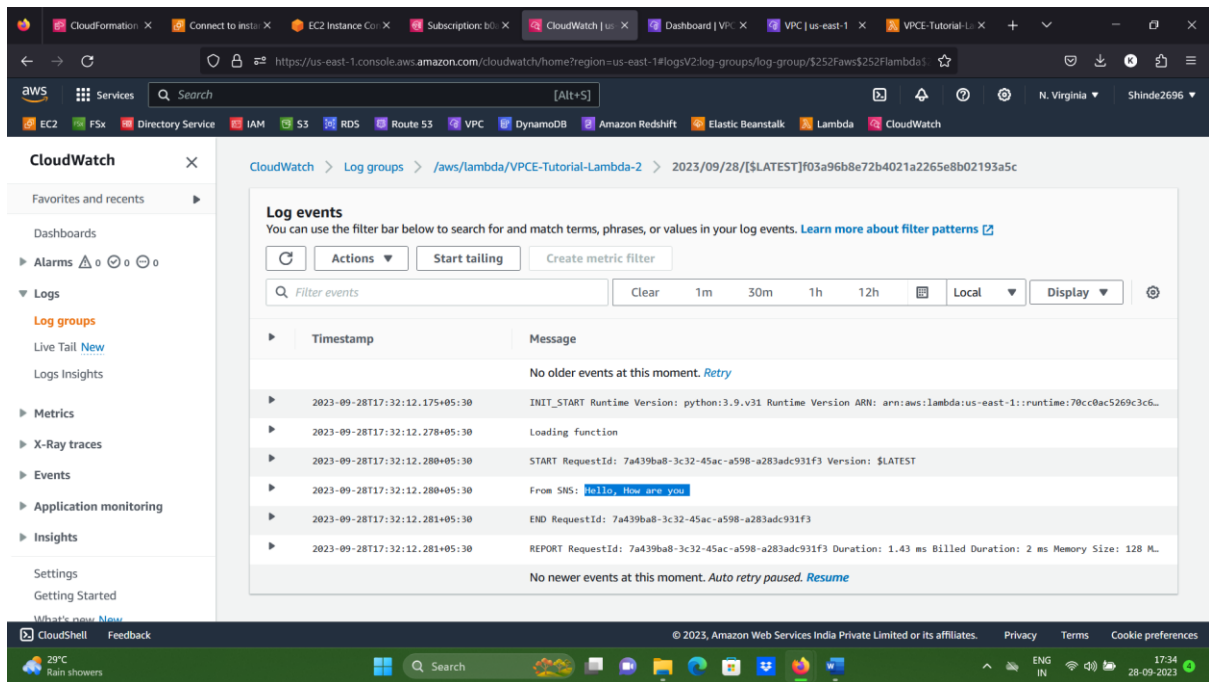 CloudFormation
Connect to instan
EC2 Instance Con
Subscription: b0a
CloudWatch | us
Dashboard | VPC
VPC | us-east-1
VPCE-Tutorial-La
https://us-east-1.console.aws.amazon.com/cloudwatch/home?region=us-east-1#logsV2:log-groups/log-group/$252Faws$252Flambda$
K
aws Services Search [Alt+S] N. Virginia Shinde2696
EC2 FSx Directory Service IAM S3 RDS Route 53 VPC DynamoDB Amazon Redshift Elastic Beanstalk Lambda CloudWatch
CloudWatch
Favorites and recents
Dashboards
Alarms 0 0 0
Logs
Log groups
Live Tail New
Logs Insights
Metrics
X-Ray traces
Events
Application monitoring
Insights
Settings
Getting Started
What's new New
CloudWatch > Log groups > /aws/lambda/VPCE-Tutorial-Lambda-2 > 2023/09/28/[$LATEST]f03a96b8e72b4021a2265e8b02193a5c
Log events
You can use the filter bar below to search for and match terms, phrases, or values in your log events. Learn more about filter patterns
Actions Start tailing Create metric filter
Filter events Clear 1m 30m 1h 12h Local Display
Timestamp Message
No older events at this moment. Retry
2023-09-28T17:32:12.175+05:30 INIT_START Runtime Version: python:3.9.v31 Runtime Version ARN: arn:aws:lambda:us-east-1::runtime:70cc0ac5269c3c6…
2023-09-28T17:32:12.278+05:30 Loading function
2023-09-28T17:32:12.280+05:30 START RequestId: 7a439ba8-3c32-45ac-a598-a283adc931f3 Version: $LATEST
2023-09-28T17:32:12.280+05:30 From SNS: Hello, How are you
2023-09-28T17:32:12.281+05:30 END RequestId: 7a439ba8-3c32-45ac-a598-a283adc931f3
2023-09-28T17:32:12.281+05:30 REPORT RequestId: 7a439ba8-3c32-45ac-a598-a283adc931f3 Duration: 1.43 ms Billed Duration: 2 ms Memory Size: 128 M…
No newer events at this moment. Auto retry paused. Resume
CloudShell Feedback © 2023, Amazon Web Services India Private Limited or its affiliates. Privacy Terms Cookie preferences
29°C
Rain showers
Search
ENG
IN
17:34
28-09-2023
4